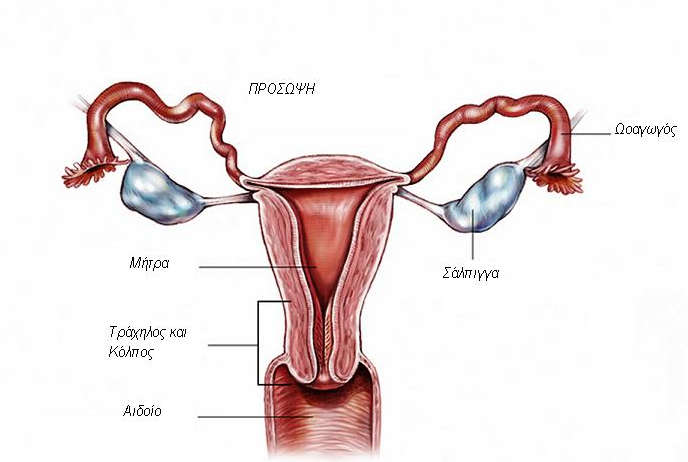 ΠΡΟΣΩΨΗ
Ωοαγωγός
Μήτρα
Σάλπιγγα
Τράχηλος και
Κόλπος
Αιδοίο